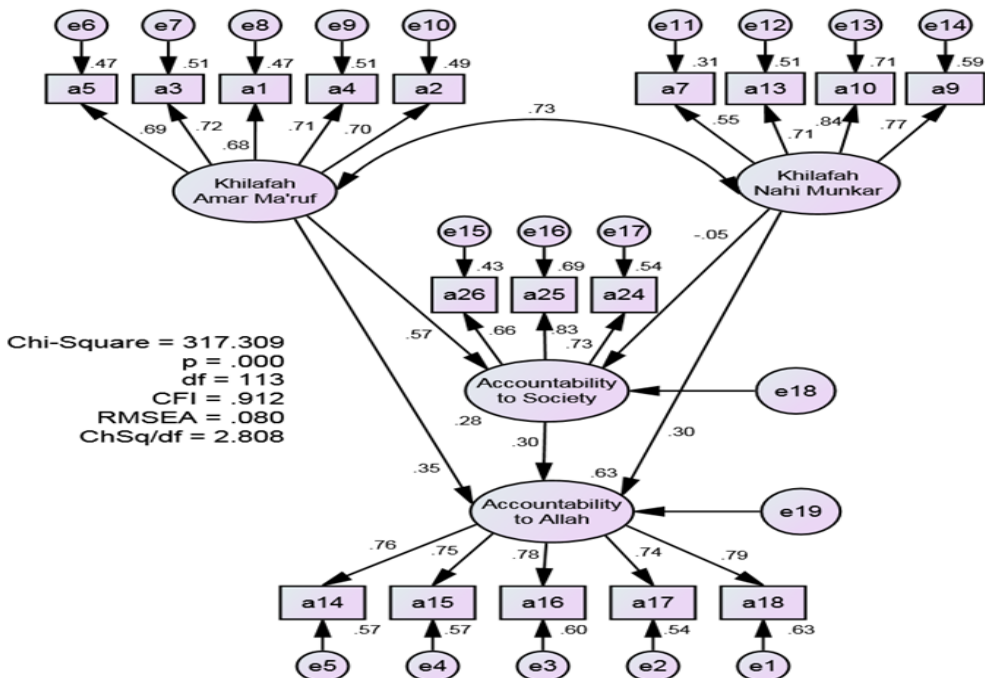 e6 e7 e8 e9 e10 e11 e12 e13 e14
.47 .51 .47 .51 .49 .31 .51 .71 .59
a5 a3 a1 a4 a2 a7 a13 a10 a9
.69 .72 .68 .71 .70 .73 .55 .71 .84 .77
Khilafah
Amar Ma'ruf
Khilafah
Nahi Munkar
e15 e16 e17
.43 .69 .54
-.05
a26 a25 a24
.57 .66 .83 .73
Chi-Square = 317.309
p = .000
df = 113
CFI = .912
RMSEA = .080
ChSq/df = 2.808
Accountability
to Society
e18
.28
.30
.30
.35
.63
Accountability
to Allah
e19
.76 .75 .78 .74 .79
a14 a15 a16 a17 a18
.57 .57 .60 .54 .63
e5 e4 e3 e2 e1